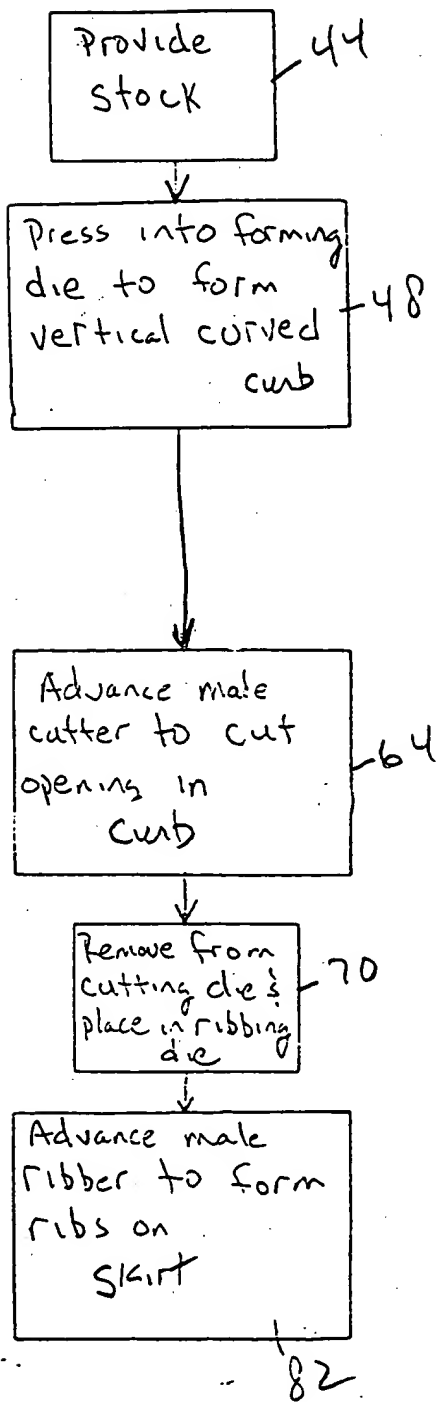 Provide
stock
44
Press into forming
die to form
vertical curved
curb
48
Advance male
cutter to cut
opening in
curb
64
Remove from
cutting die &
place in ribbing
die
70
Advance male
ribber to form
ribs on
skirt
82